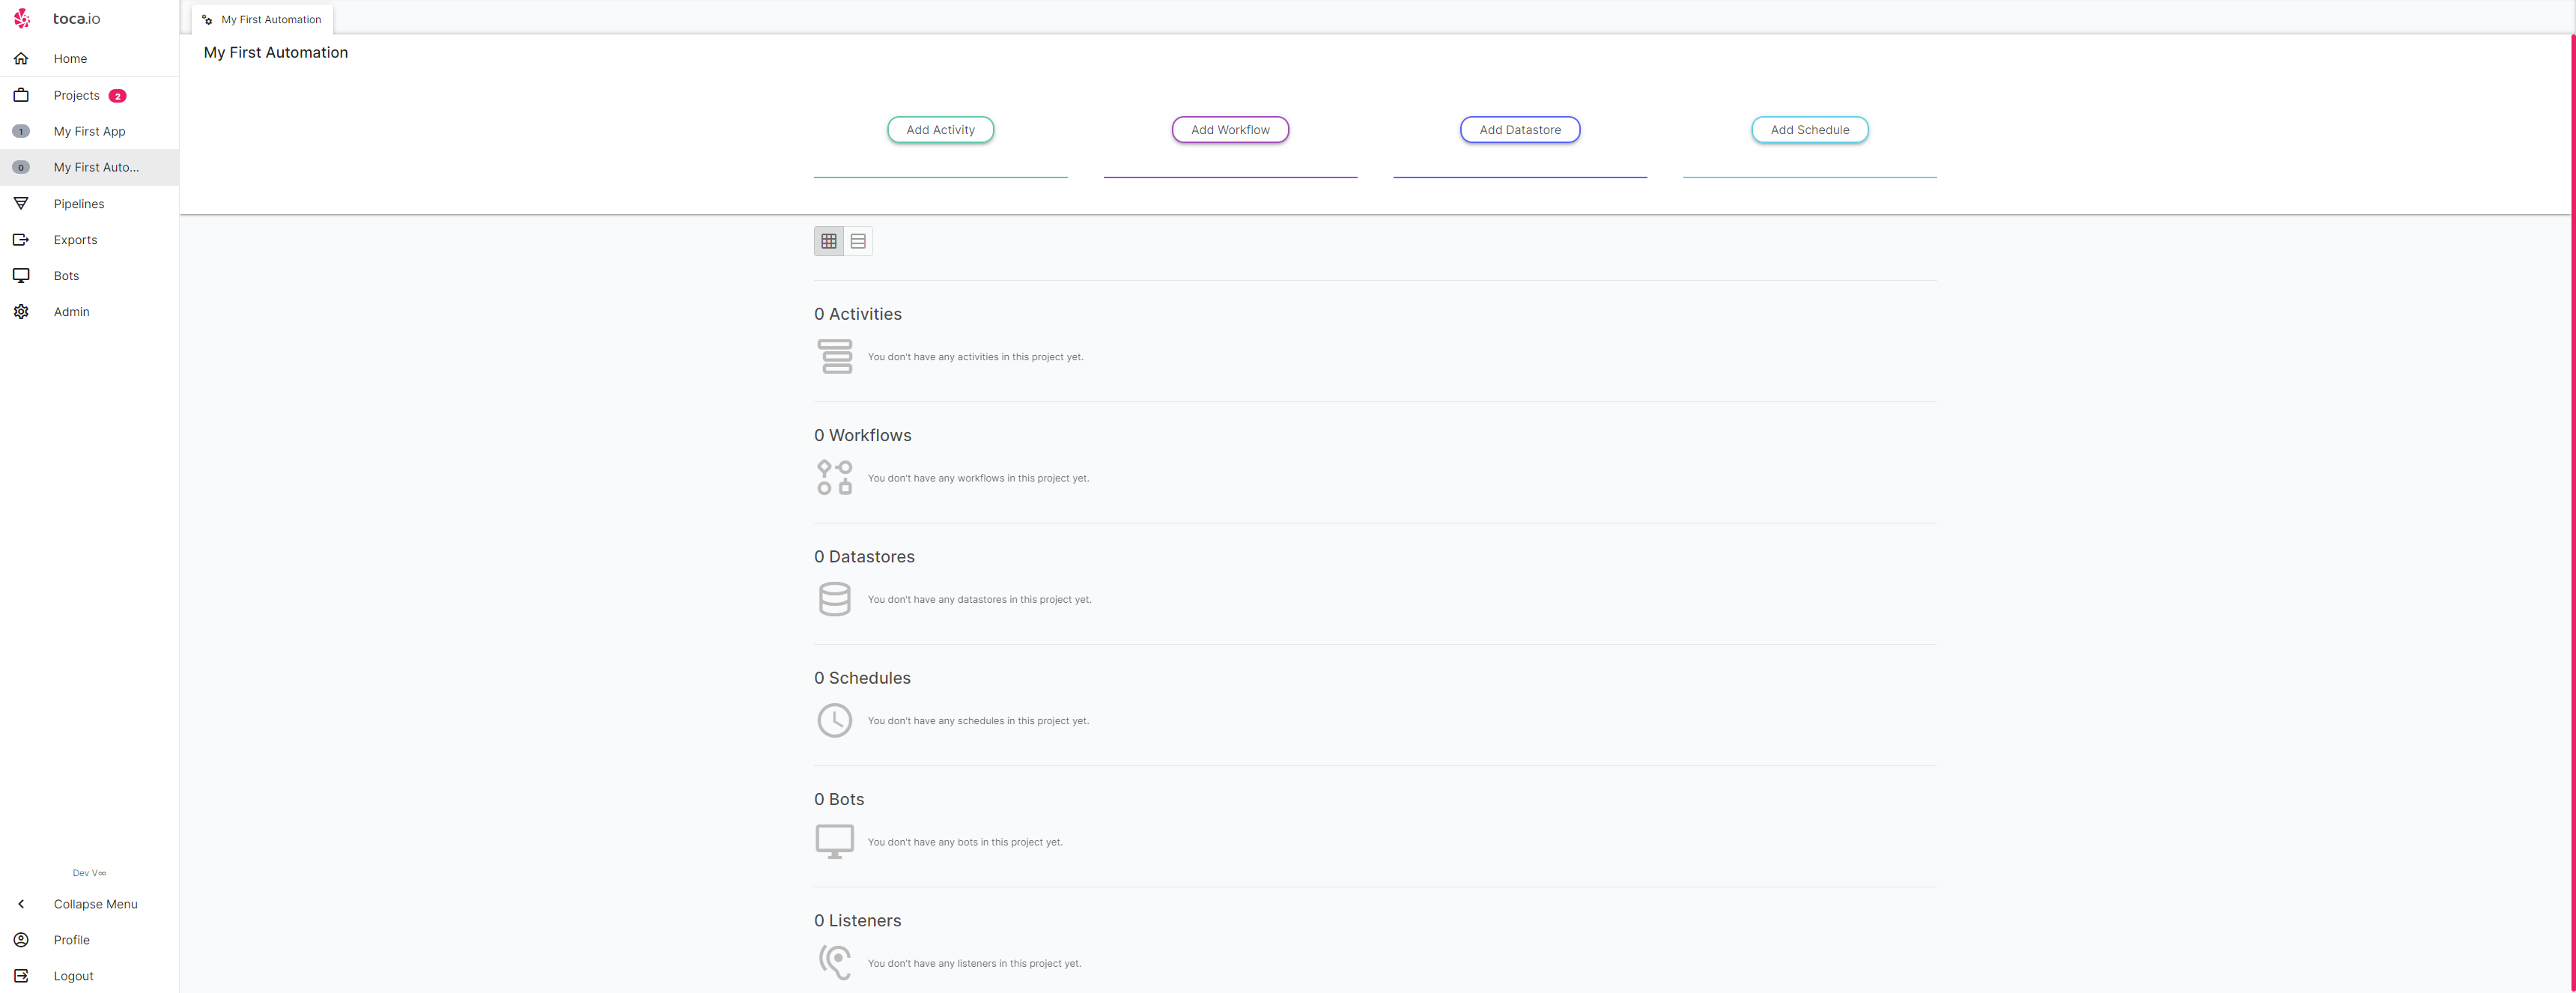 toca.io
Home
Projects 2
1 My First App
0 My First Auto...
Pipelines
Exports
Bots
Admin
Dev V∞
Collapse Menu
Profile
Logout
My First Automation
My First Automation
Add Activity
Add Workflow
Add Datastore
Add Schedule
0 Activities
You don't have any activities in this project yet.
0 Workflows
You don't have any workflows in this project yet.
0 Datastores
You don't have any datastores in this project yet.
0 Schedules
You don't have any schedules in this project yet.
0 Bots
You don't have any bots in this project yet.
0 Listeners
You don't have any listeners in this project yet.